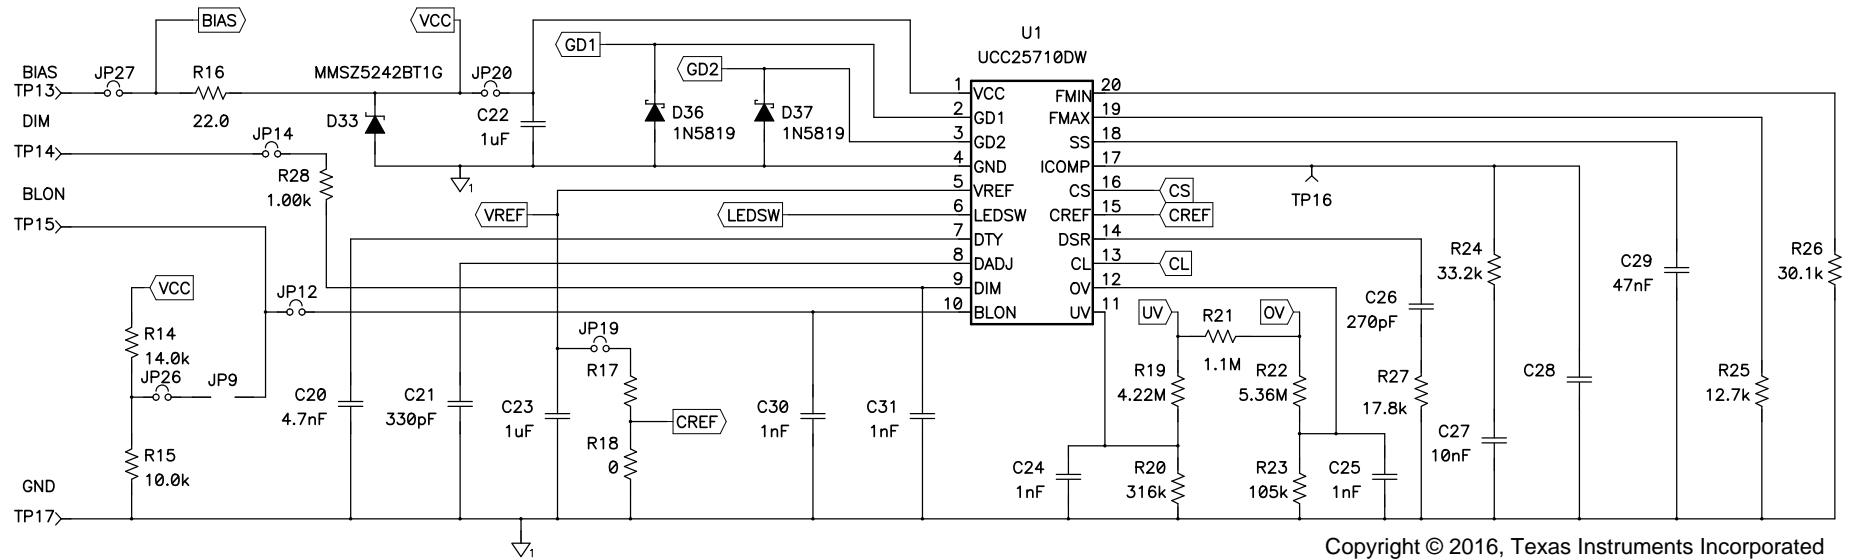 BIAS
VCC
U1
UCC25710DW
GD1
GD2
BIAS
TP13
JP27
R16
22.0
MMSZ5242BT1G
D33
JP20
C22
1uF
D36
1N5819
D37
1N5819
DIM
TP14
JP14
R28
1.00k
1
BLON
TP15
VREF
LEDSW
1 VCC
2 GD1
3 GD2
4 GND
5 VREF
6 LEDSW
7 DTY
8 DADJ
9 DIM
10 BLON
FMIN 20
FMAX 19
SS 18
ICOMP 17
CS 16
CREF 15
DSR 14
CL 13
OV 12
UV 11
CS
CREF
CL
TP16
VCC
R14
14.0k
JP12
JP26
JP9
R15
10.0k
C20
4.7nF
C21
330pF
C23
1uF
JP19
R17
R18
0
CREF
C30
1nF
C31
1nF
UV
OV
R21
1.1M
R19
4.22M
R22
5.36M
C24
1nF
R20
316k
R23
105k
C25
1nF
C26
270pF
R27
17.8k
R24
33.2k
C27
10nF
C28
C29
47nF
R25
12.7k
R26
30.1k
GND
TP17
1
Copyright © 2016, Texas Instruments Incorporated